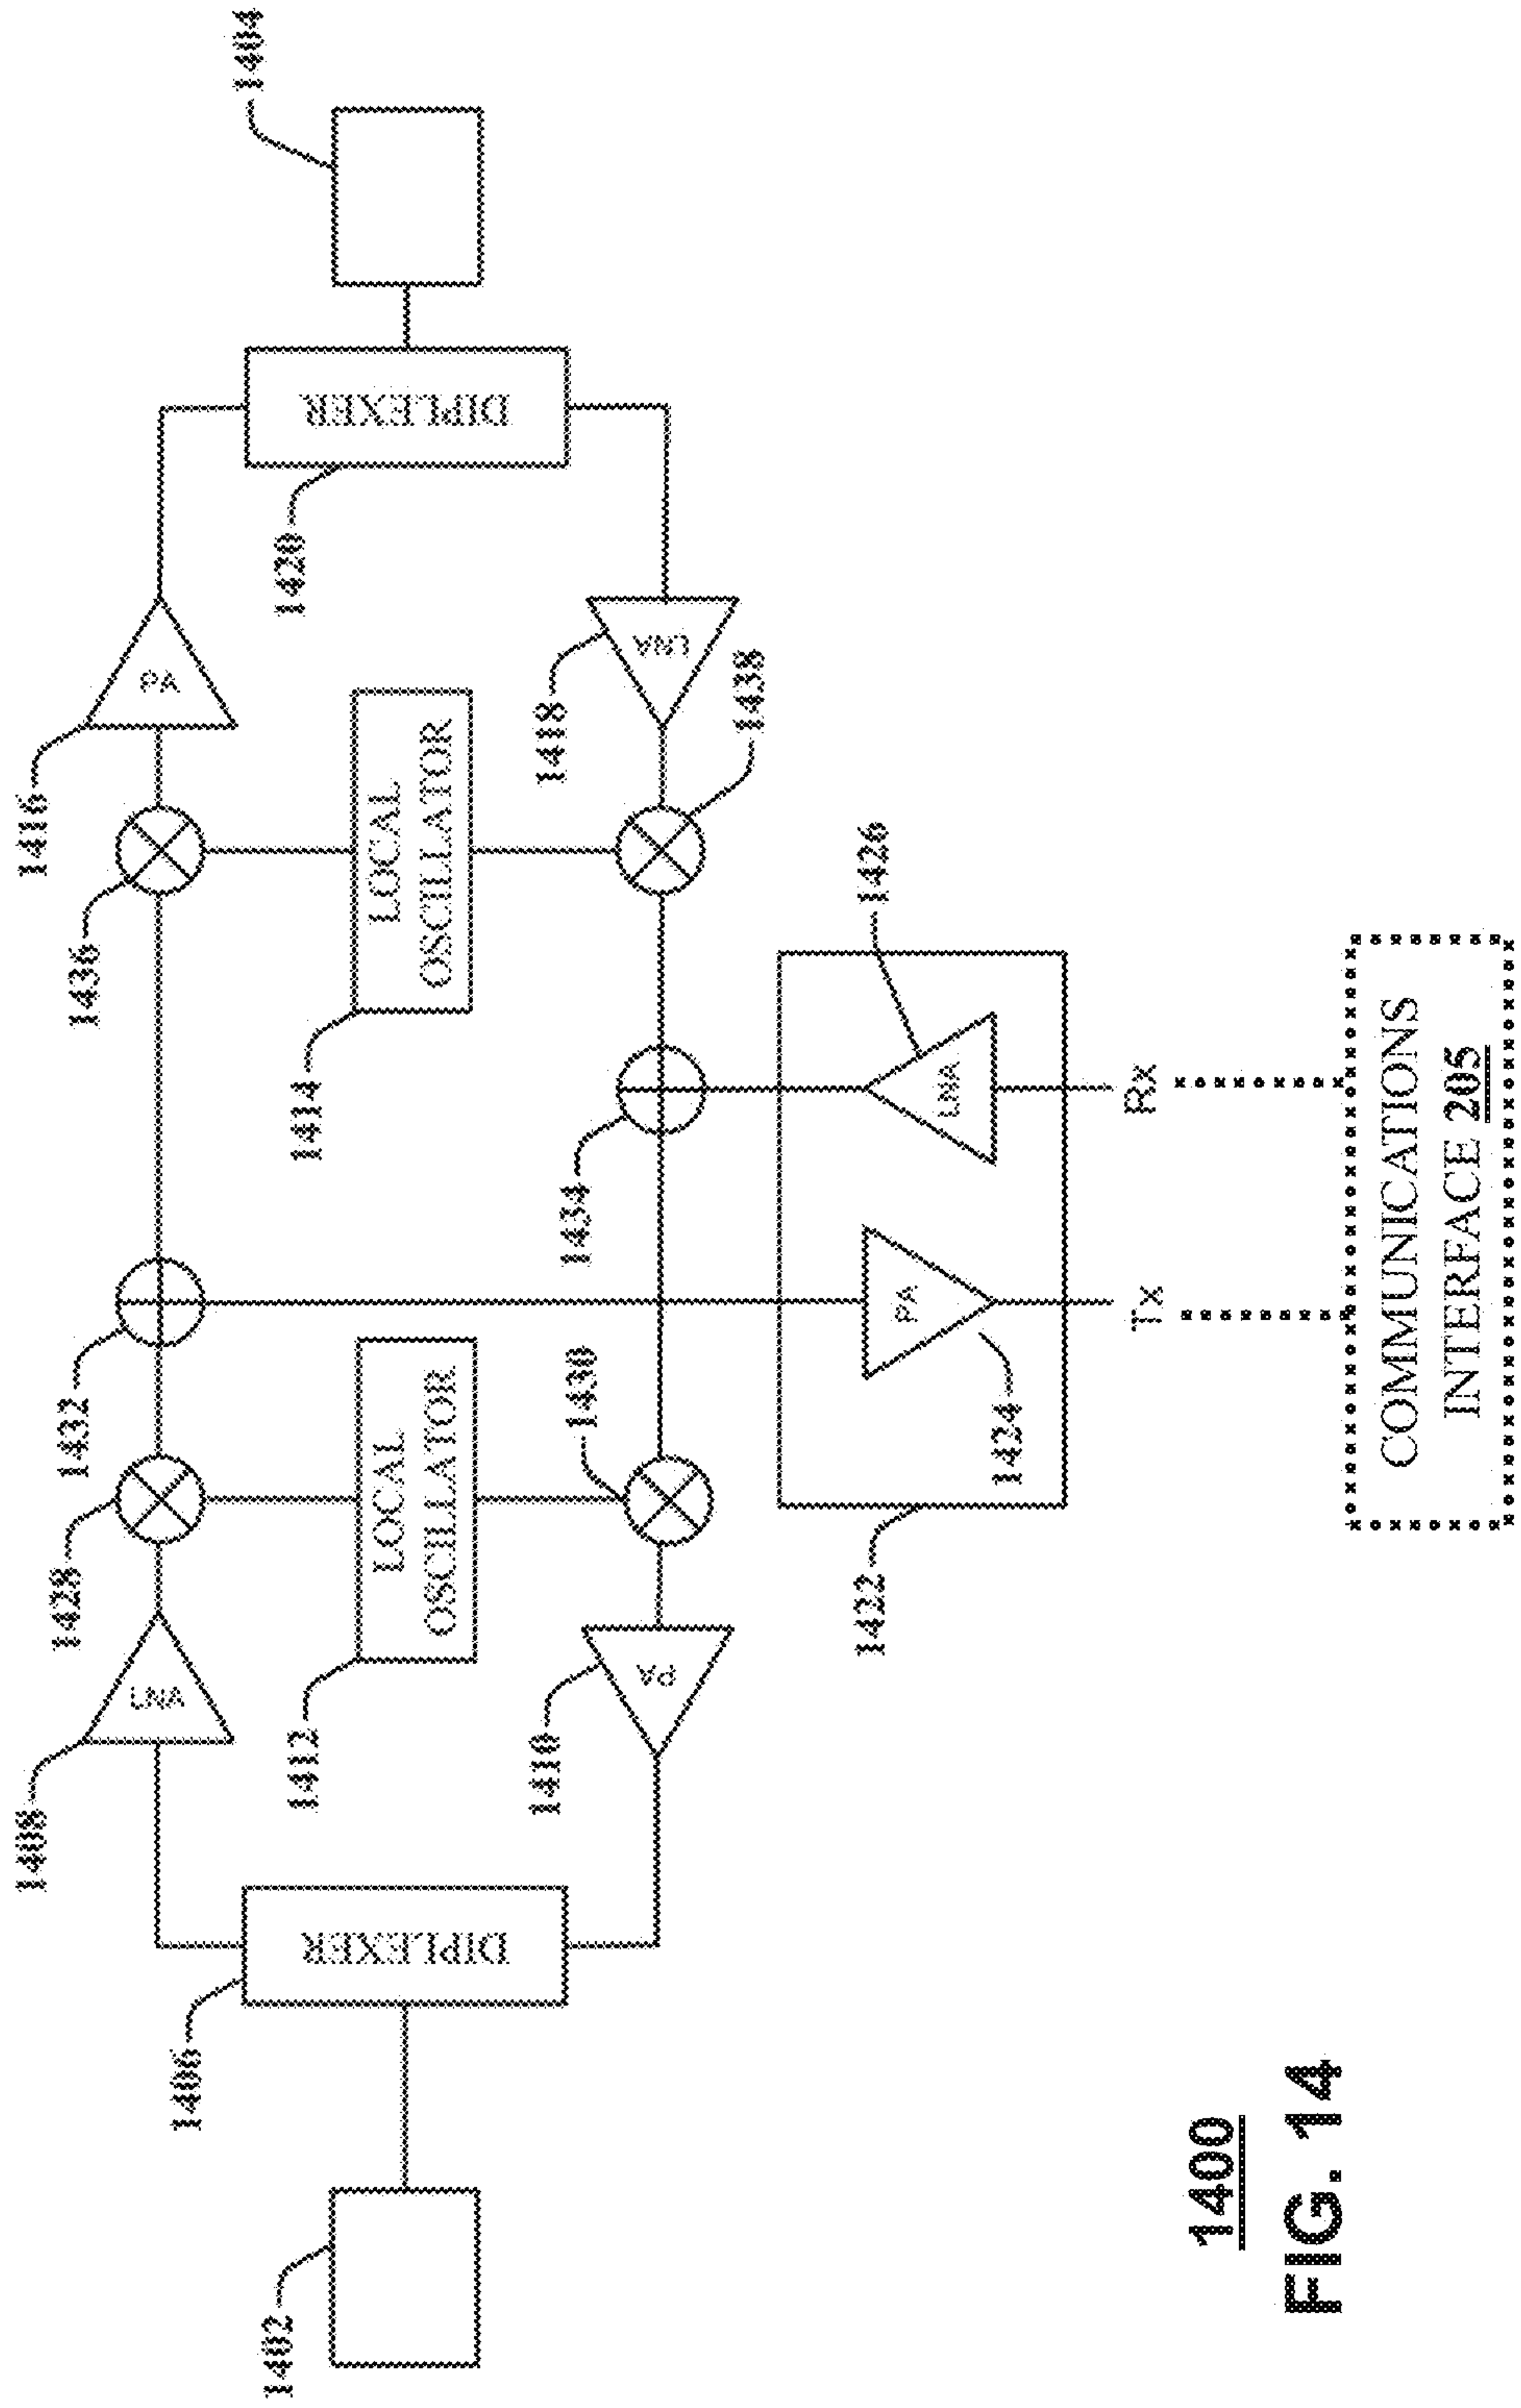 1404
1416
PA
1420
DIPLEXER
1436
LOCAL
OSCILLATOR
1414
1418
LNA
1438
1432
1434
1426
LNA
Rx
1428
LOCAL
OSCILLATOR
1412
1430
1424
PA
Tx
1422
COMMUNICATIONS
INTERFACE 205
1408
LNA
1410
PA
1406
DIPLEXER
1402
1400
FIG. 14